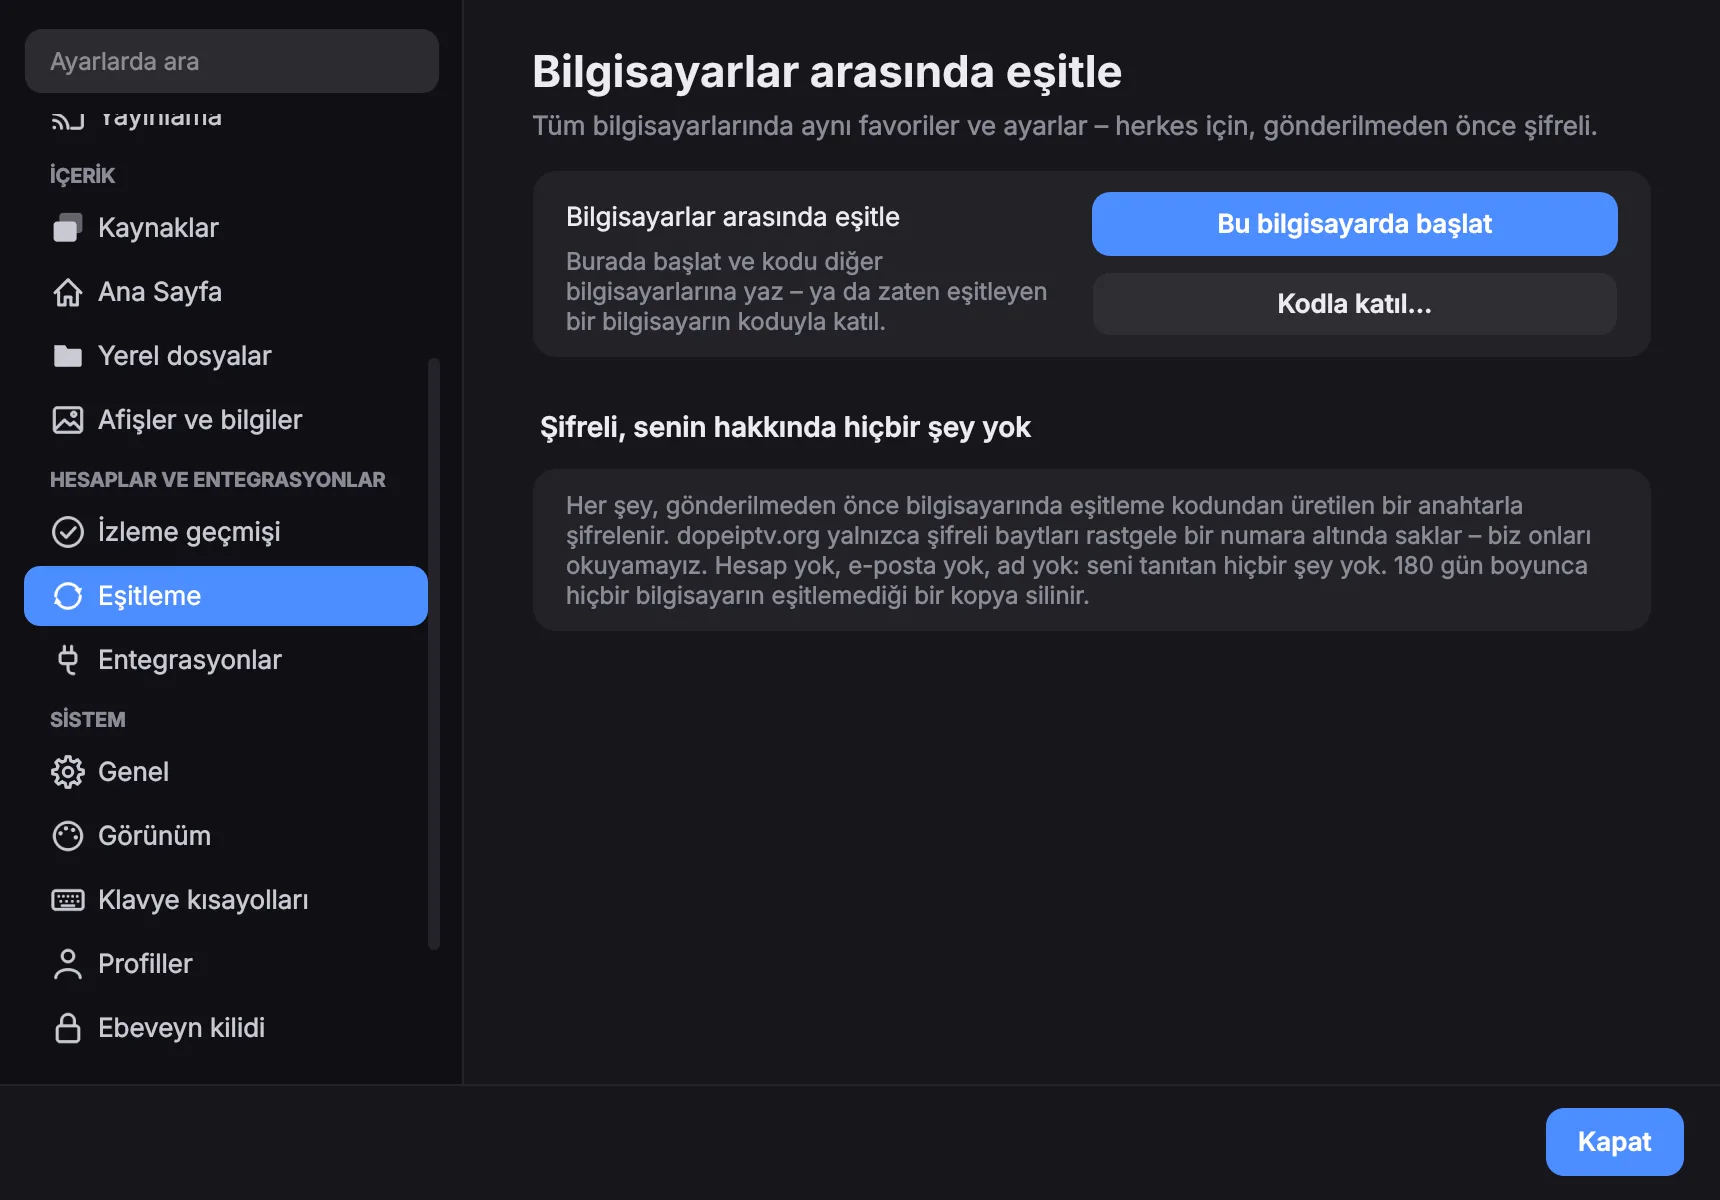 Ayarlarda ara
Yayınlama
İÇERİK
Kaynaklar
Ana Sayfa
Yerel dosyalar
Afişler ve bilgiler
HESAPLAR VE ENTEGRASYONLAR
İzleme geçmişi
Eşitleme
Entegrasyonlar
SİSTEM
Genel
Görünüm
Klavye kısayolları
Profiller
Ebeveyn kilidi
Bilgisayarlar arasında eşitle
Tüm bilgisayarlarında aynı favoriler ve ayarlar – herkes için, gönderilmeden önce şifreli.
Bilgisayarlar arasında eşitle
Burada başlat ve kodu diğer
bilgisayarlarına yaz – ya da zaten eşitleyen
bir bilgisayarın koduyla katıl.
Bu bilgisayarda başlat
Kodla katıl...
Şifreli, senin hakkında hiçbir şey yok
Her şey, gönderilmeden önce bilgisayarında eşitleme kodundan üretilen bir anahtarla
şifrelenir. dopeiptv.org yalnızca şifreli baytları rastgele bir numara altında saklar – biz onları
okuyamayız. Hesap yok, e-posta yok, ad yok: seni tanıtan hiçbir şey yok. 180 gün boyunca
hiçbir bilgisayarın eşitlemediği bir kopya silinir.
Kapat